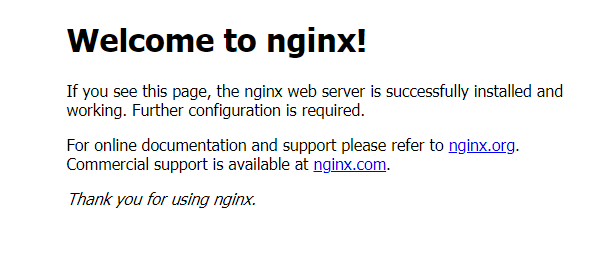 Welcome to nginx!
If you see this page, the nginx web server is successfully installed and
working. Further configuration is required.
For online documentation and support please refer to nginx.org.
Commercial support is available at nginx.com.
Thank you for using nginx.